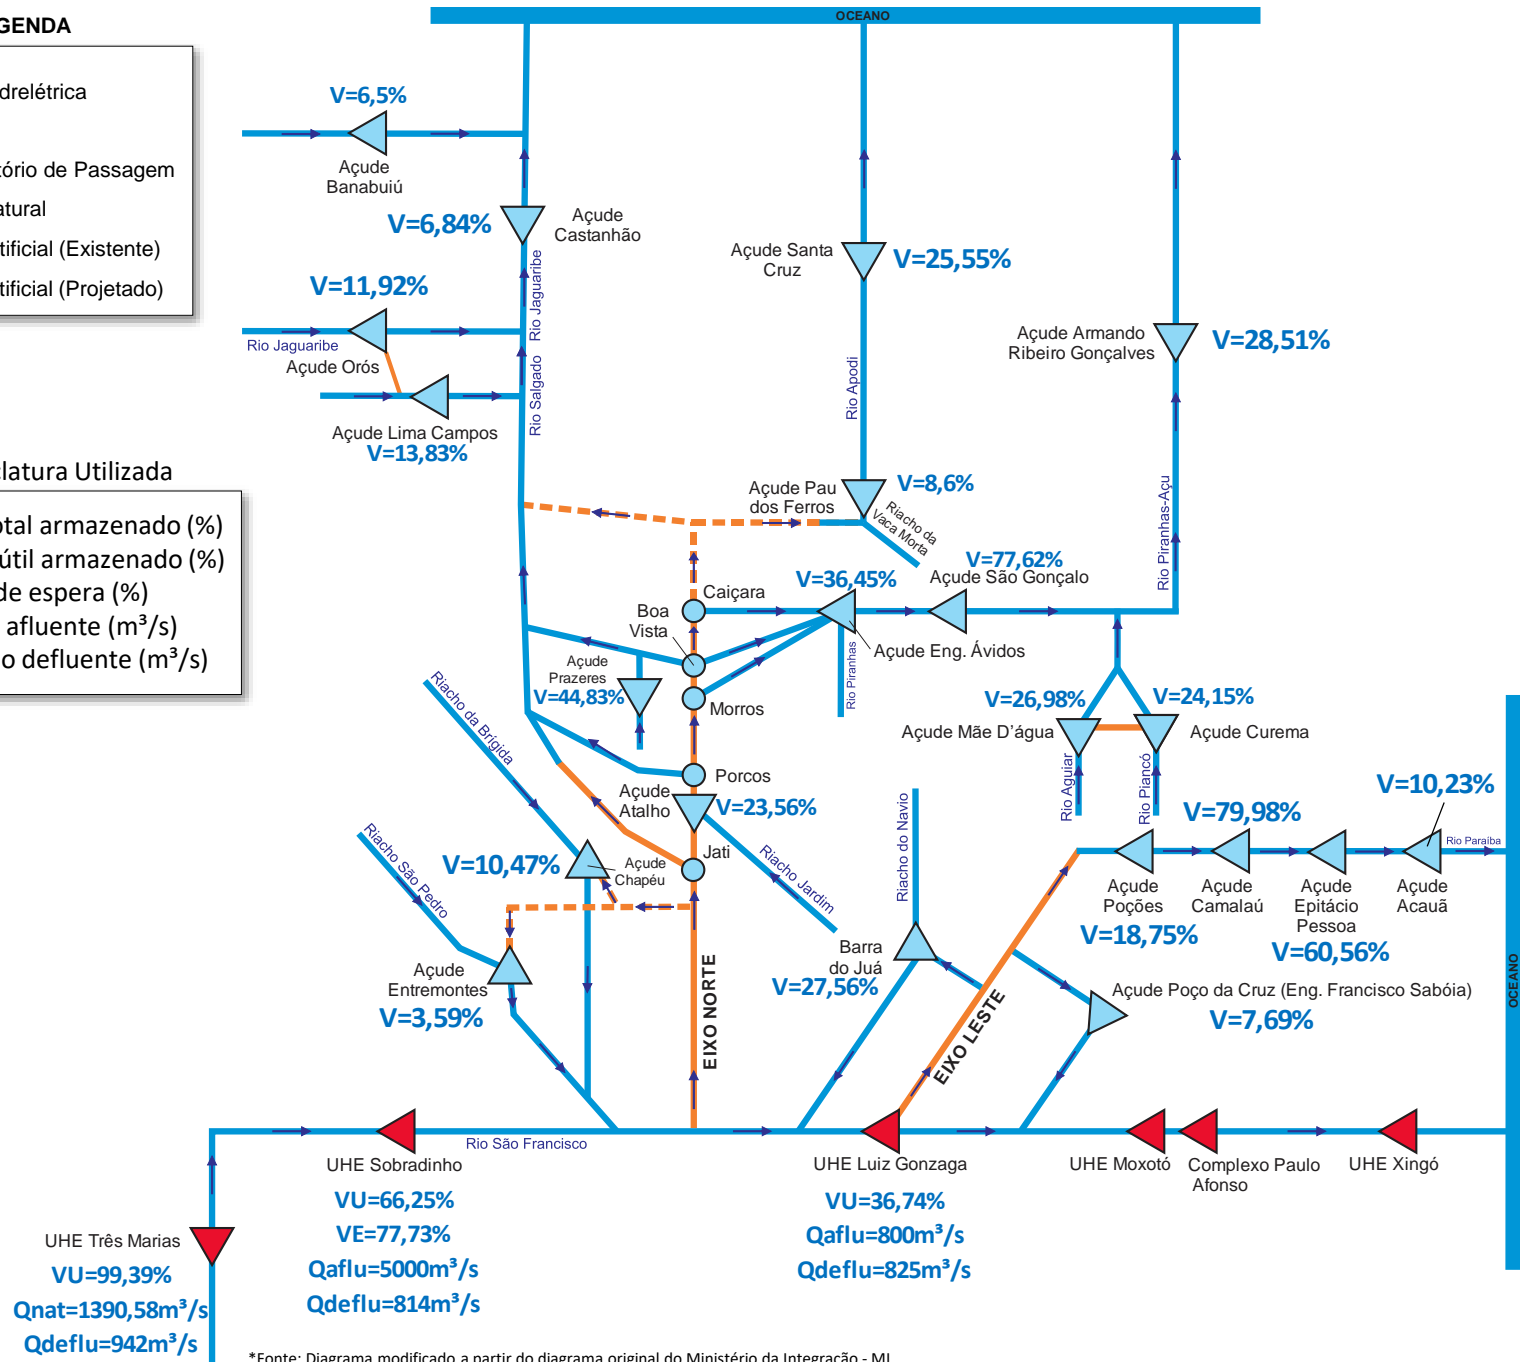 GENDA
drelétrica
tório de Passagem
atural
tificial (Existente)
tificial (Projetado)
clatura Utilizada
otal armazenado (%)
útil armazenado (%)
de espera (%)
afluente (m³/s)
o defluente (m³/s)
OCEANO
V=6,5%
Açude
Banabuiú
V=6,84%
Açude
Castanhão
Rio Jaguaribe
V=11,92%
Rio Jaguaribe
Açude Orós
Rio Salgado
Açude Lima Campos
V=13,83%
Açude Santa
Cruz
V=25,55%
Rio Apodi
Açude Armando
Ribeiro Gonçalves
V=28,51%
Rio Piranhas-Açu
Açude Pau
dos Ferros
V=8,6%
Riacho da
Vaca Morta
V=77,62%
Açude São Gonçalo
V=36,45%
Caiçara
Boa
Vista
Açude Eng. Ávidos
Rio Piranhas
Açude
Prazeres
V=44,83%
Morros
Riacho da Brígida
Porcos
Açude
Atalho
V=23,56%
Jati
Riacho Jardim
Riacho São Pedro
V=10,47%
Açude
Chapéu
Açude
Entremontes
V=3,59%
EIXO NORTE
V=26,98%
V=24,15%
Açude Mãe D'água
Açude Curema
Rio Aguiar
Rio Piancó
V=10,23%
V=79,98%
Rio Paraiba
Açude
Poções
V=18,75%
Açude
Camalaú
Açude
Epitácio
Pessoa
V=60,56%
Açude
Acauã
Riacho do Navio
Barra
do Juá
V=27,56%
EIXO LESTE
Açude Poço da Cruz (Eng. Francisco Sabóia)
V=7,69%
OCEANO
Rio São Francisco
UHE Sobradinho
VU=66,25%
VE=77,73%
Qaflu=5000m³/s
Qdeflu=814m³/s
UHE Luiz Gonzaga
VU=36,74%
Qaflu=800m³/s
Qdeflu=825m³/s
UHE Moxotó
Complexo Paulo
Afonso
UHE Xingó
UHE Três Marias
VU=99,39%
Qnat=1390,58m³/s
Qdeflu=942m³/s
*Fonte: Diagrama modificado a partir do diagrama original do Ministério da Integração - MI